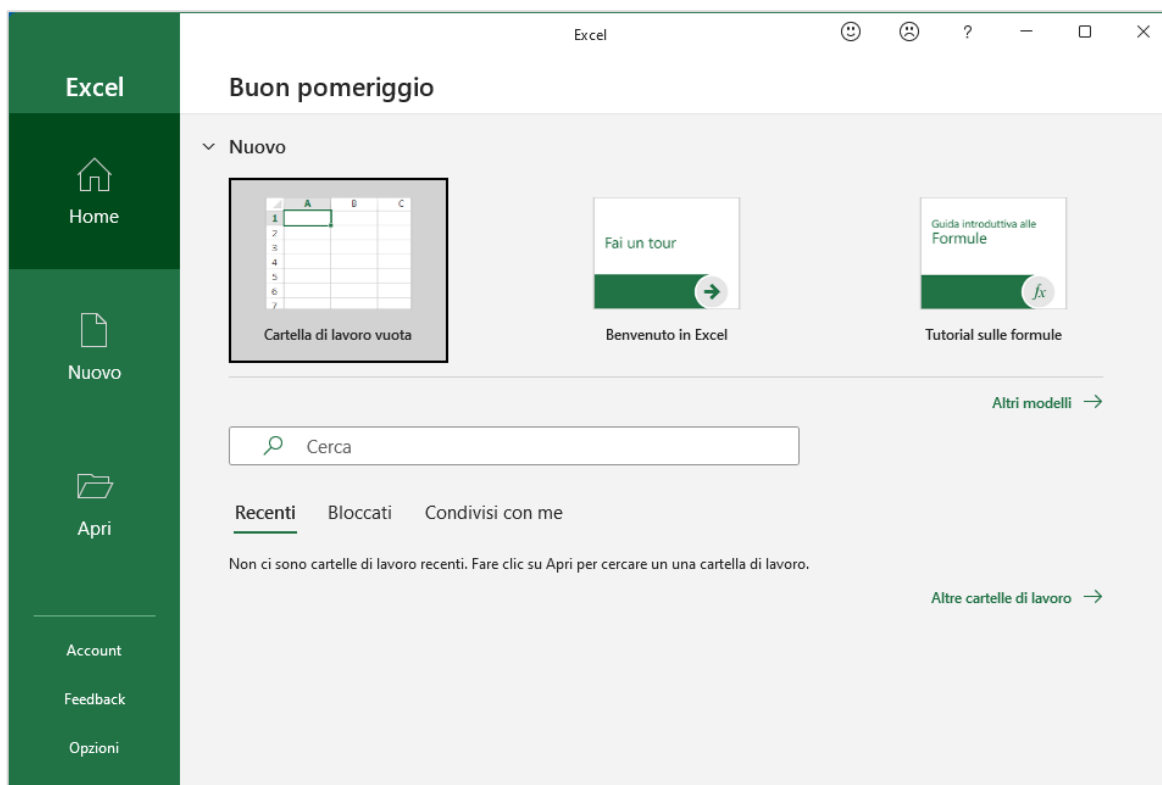 Excel
?
Excel
Buon pomeriggio
Home
Nuovo
Apri
Account
Feedback
Opzioni
Nuovo
A B C
1
2
3
4
5
6
7
Cartella di lavoro vuota
Fai un tour
Benvenuto in Excel
Guida introduttiva alle
Formule
fx
Tutorial sulle formule
Altri modelli
Cerca
Recenti Bloccati Condivisi con me
Non ci sono cartelle di lavoro recenti. Fare clic su Apri per cercare un una cartella di lavoro.
Altre cartelle di lavoro